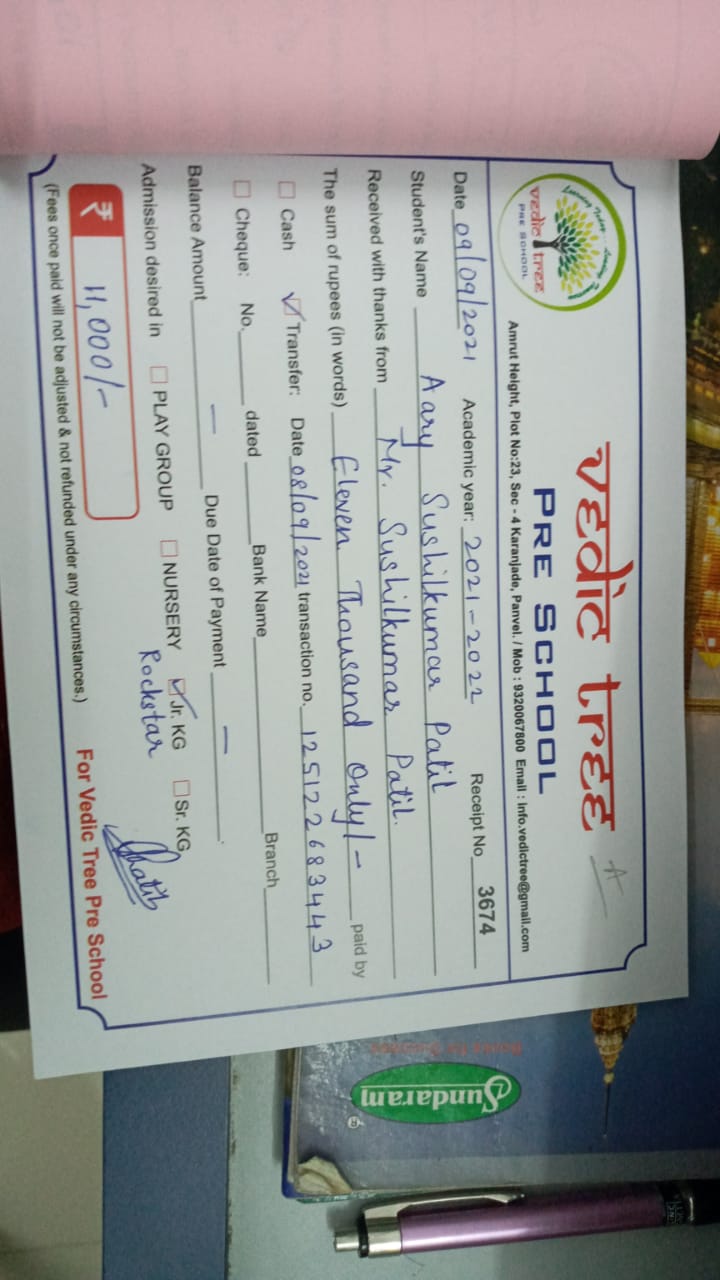 Learning Today... Leading Tomorrow
vedic tree
PRE SCHOOL
vedic tree
PRE SCHOOL
A
Amrut Height, Plot No:23, Sec - 4 Karanjade, Panvel. / Mob : 9320067800 Email : Info.vedictree@gmail.com
Date 09/09/2021 Academic year: 2021-2022 Receipt No 3674
Student's Name Aary Sushilkumar Patil
Received with thanks from Mr. Sushilkumar Patil.
The sum of rupees (in words) Eleven Thousand Only/- paid by
☐ Cash ☑ Transfer: Date 08/09/2021 transaction no. 125122683443
☐ Cheque: No. dated Bank Name Branch
Balance Amount — Due Date of Payment — .
Admission desired in ☐ PLAY GROUP ☐ NURSERY ☑ Jr. KG ☐ Sr. KG
Rockstar
₹ 11,000/-
(Fees once paid will not be adjusted & not refunded under any circumstances.)
For Vedic Tree Pre School
Sundaram